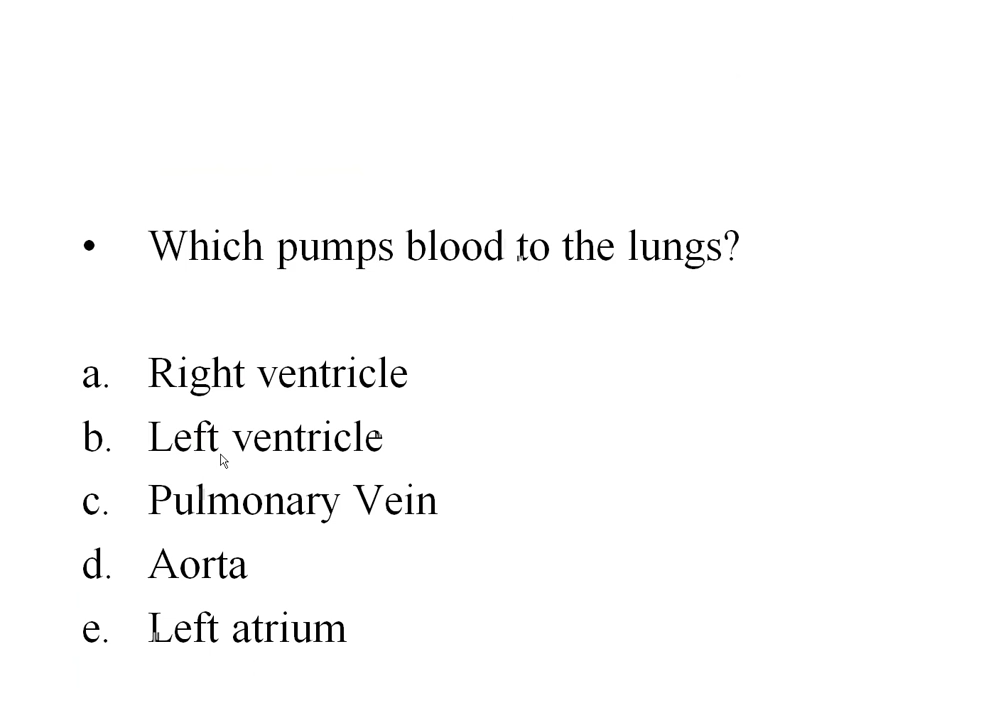 • Which pumps blood to the lungs?
a. Right ventricle
b. Left ventricle
c. Pulmonary Vein
d. Aorta
e. Left atrium